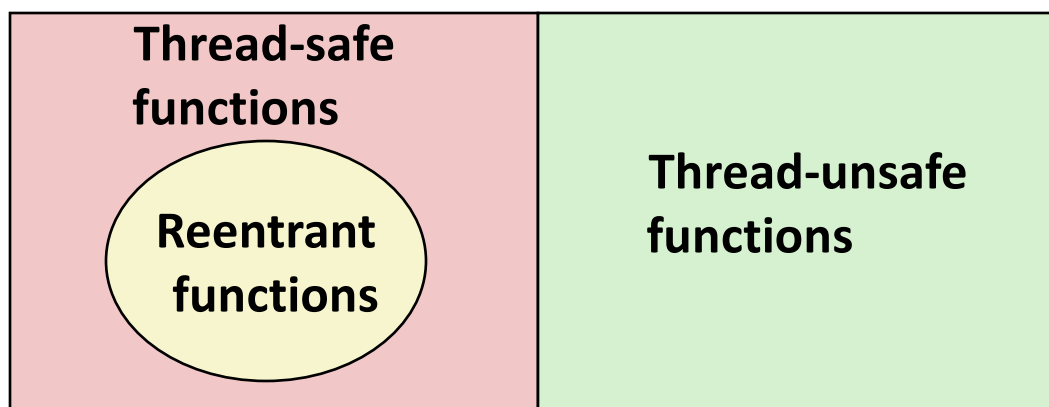 Thread-safe
functions
Reentrant
functions
Thread-unsafe
functions